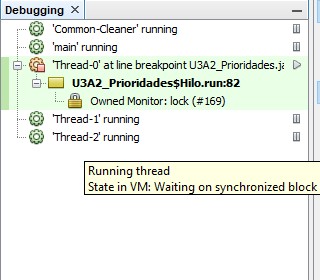 Debugging
'Common-Cleaner' running
'main' running
'Thread-0' at line breakpoint U3A2_Prioridades.ja
U3A2_Prioridades$Hilo.run:82
Owned Monitor: lock (#169)
'Thread-1' running
'Thread-2' running
Running thread
State in VM: Waiting on synchronized block